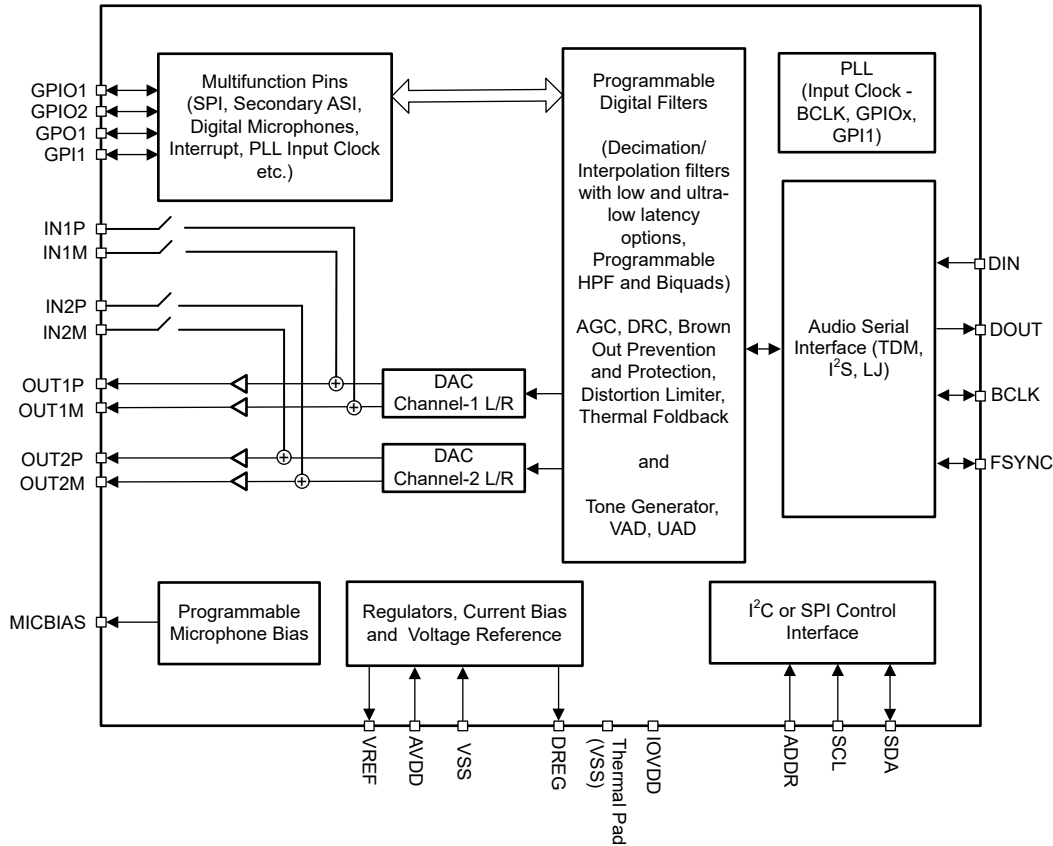 GPIO1
GPIO2
GPO1
GPI1
Multifunction Pins
(SPI, Secondary ASI,
Digital Microphones,
Interrupt, PLL Input Clock
etc.)
Programmable
Digital Filters
(Decimation/
Interpolation filters
with low and ultra-
low latency
options,
Programmable
HPF and Biquads)
AGC, DRC, Brown
Out Prevention
and Protection,
Distortion Limiter,
Thermal Foldback
and
Tone Generator,
VAD, UAD
PLL
(Input Clock -
BCLK, GPIOx,
GPI1)
IN1P
IN1M
IN2P
IN2M
OUT1P
OUT1M
OUT2P
OUT2M
DAC
Channel-1 L/R
DAC
Channel-2 L/R
Audio Serial
Interface (TDM,
I²S, LJ)
DIN
DOUT
BCLK
FSYNC
MICBIAS
Programmable
Microphone Bias
Regulators, Current Bias
and Voltage Reference
I²C or SPI Control
Interface
VREF
AVDD
VSS
DREG
Thermal Pad
(VSS)
IOVDD
ADDR
SCL
SDA